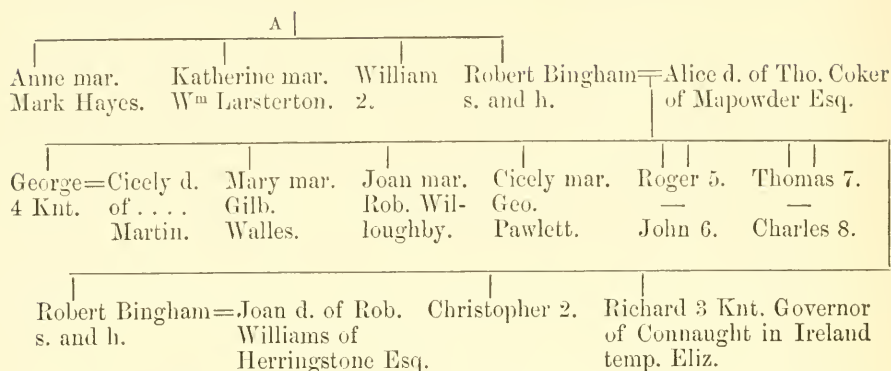 A
Anne mar. Katherine mar. William Robert Bingham=Alice d. of Tho. Coker
Mark Hayes. Wm Larsterton. 2. s. and h. of Mapowder Esq.
George=Cicely d. Mary mar. Joan mar. Cicely mar. Roger 5. Thomas 7.
4 Knt. of .... Gilb. Rob. Wil- Geo. — —
Martin. Walles. loughby. Pawlett. John 6. Charles 8.
Robert Bingham=Joan d. of Rob. Christopher 2. Richard 3 Knt. Governor
s. and h. Williams of of Connaught in Ireland
Herringstone Esq. temp. Eliz.